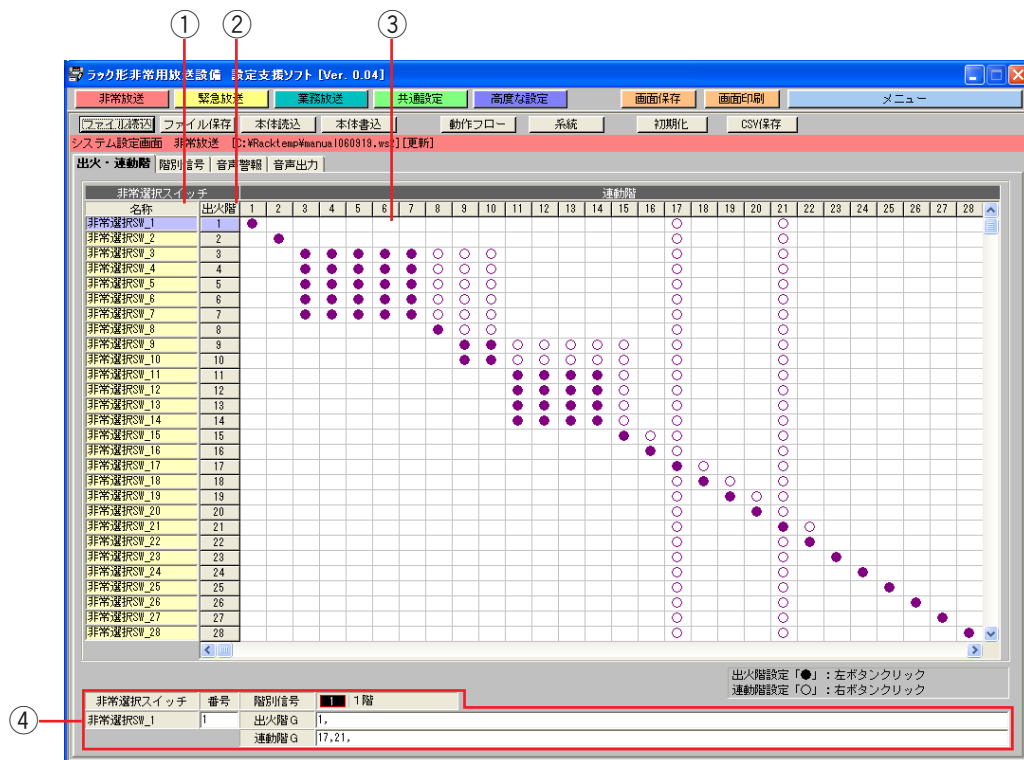 ① ② ③
ラック形非常用放送設備 設定支援ソフト [Ver. 0.04]
非常放送 緊急放送 業務放送 共通設定 高度な設定 画面保存 画面印刷 メニュー
ファイル読込 ファイル保存 本体読込 本体書込 動作フロー 系統 初期化 CSV保存
システム設定画面 非常放送 [C:¥Racktemp¥manual060919.ws2][更新]
出火・連動階 階別信号 音声警報 音声出力
非常選択スイッチ 連動階
名称 出火階 1 2 3 4 5 6 7 8 9 10 11 12 13 14 15 16 17 18 19 20 21 22 23 24 25 26 27 28
非常選択SW_1 1
非常選択SW_2 2
非常選択SW_3 3
非常選択SW_4 4
非常選択SW_5 5
非常選択SW_6 6
非常選択SW_7 7
非常選択SW_8 8
非常選択SW_9 9
非常選択SW_10 10
非常選択SW_11 11
非常選択SW_12 12
非常選択SW_13 13
非常選択SW_14 14
非常選択SW_15 15
非常選択SW_16 16
非常選択SW_17 17
非常選択SW_18 18
非常選択SW_19 19
非常選択SW_20 20
非常選択SW_21 21
非常選択SW_22 22
非常選択SW_23 23
非常選択SW_24 24
非常選択SW_25 25
非常選択SW_26 26
非常選択SW_27 27
非常選択SW_28 28
出火階設定「●」：左ボタンクリック
連動階設定「○」：右ボタンクリック
④
非常選択スイッチ 番号 階別信号 1 1階
非常選択SW_1 1 出火階G 1,
連動階G 17,21,